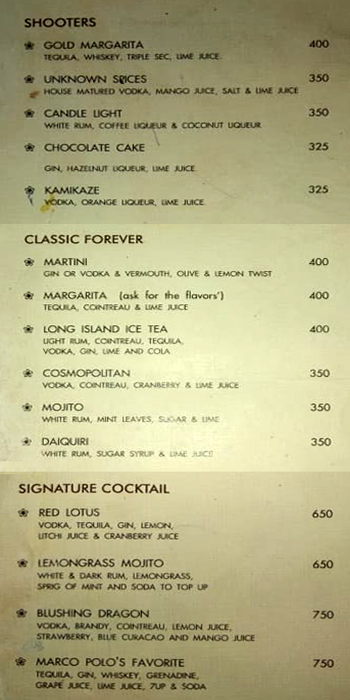 SHOOTERS
GOLD MARGARITA 400
TEQUILA, WHISKEY, TRIPLE SEC, LIME JUICE.
UNKNOWN SPICES 350
HOUSE MATURED VODKA, MANGO JUICE, SALT & LIME JUICE
CANDLE LIGHT 350
WHITE RUM, COFFEE LIQUEUR & COCONUT LIQUEUR
CHOCOLATE CAKE 325
GIN, HAZELNUT LIQUEUR, LIME JUICE.
KAMIKAZE 325
VODKA, ORANGE LIQUEUR, LIME JUICE.
CLASSIC FOREVER
MARTINI 400
GIN OR VODKA & VERMOUTH, OLIVE & LEMON TWIST
MARGARITA (ask for the flavors') 400
TEQUILA, COINTREAU & LIME JUICE
LONG ISLAND ICE TEA 400
LIGHT RUM, COINTREAU, TEQUILA,
VODKA, GIN, LIME AND COLA
COSMOPOLITAN 350
VODKA, COINTREAU, CRANBERRY & LIME JUICE
MOJITO 350
WHITE RUM, MINT LEAVES, SUGAR & LIME
DAIQUIRI 350
WHITE RUM, SUGAR SYRUP & LIME JUICE
SIGNATURE COCKTAIL
RED LOTUS 650
VODKA, TEQUILA, GIN, LEMON,
LITCHI JUICE & CRANBERRY JUICE
LEMONGRASS MOJITO 650
WHITE & DARK RUM, LEMONGRASS,
SPRIG OF MINT AND SODA TO TOP UP
BLUSHING DRAGON 750
VODKA, BRANDY, COINTREAU, LEMON JUICE,
STRAWBERRY, BLUE CURACAO AND MANGO JUICE
MARCO POLO'S FAVORITE 750
TEQUILA, GIN, WHISKEY, GRENADINE,
GRAPE JUICE, LIME JUICE, 7UP & SODA